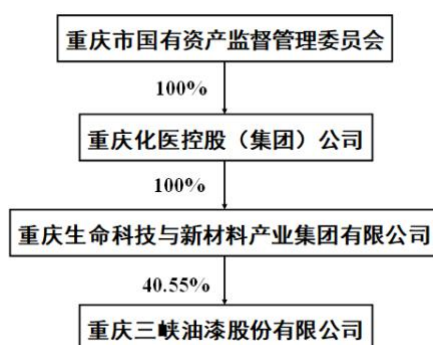 重庆市国有资产监督管理委员会
100%
重庆化医控股（集团）公司
100%
重庆生命科技与新材料产业集团有限公司
40.55%
重庆三峡油漆股份有限公司